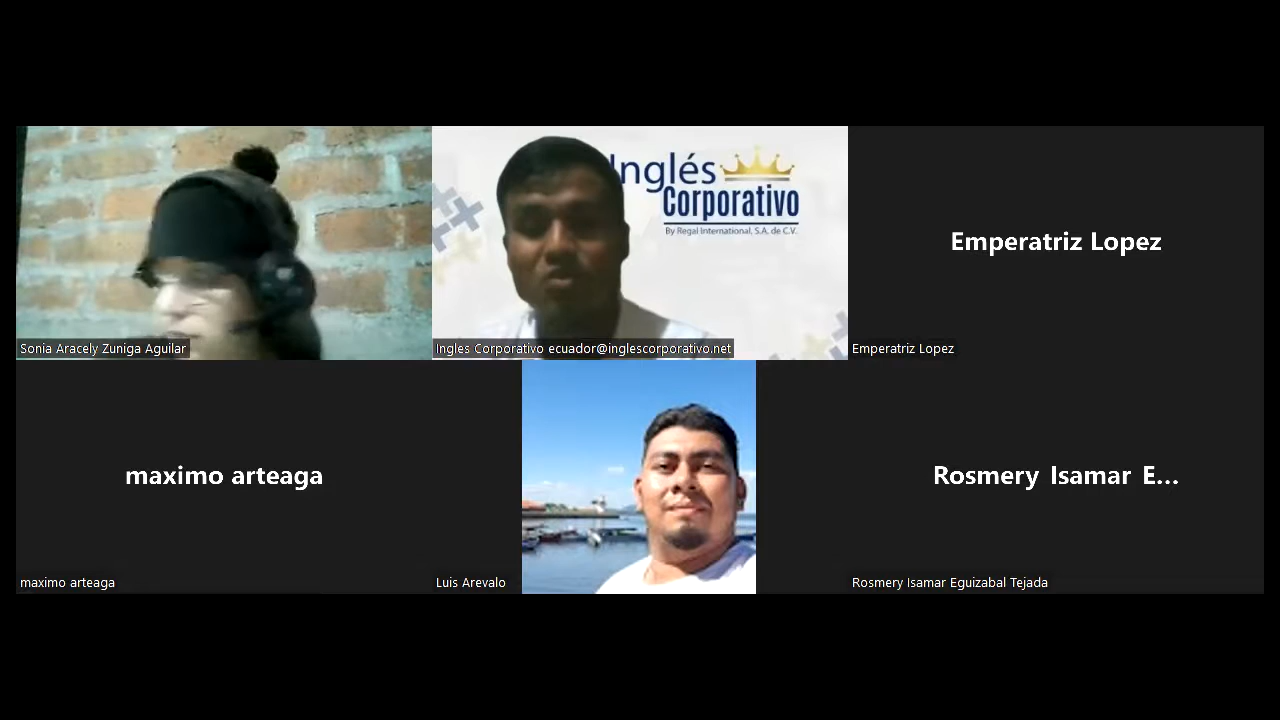 Inglés
Corporativo
By Regal International, S.A. de C.V.
Sonia Aracely Zuniga Aguilar
Ingles Corporativo ecuador@inglescorporativo.net
Emperatriz Lopez
Emperatriz Lopez
maximo arteaga
maximo arteaga
Luis Arevalo
Rosmery Isamar E...
Rosmery Isamar Eguizabal Tejada